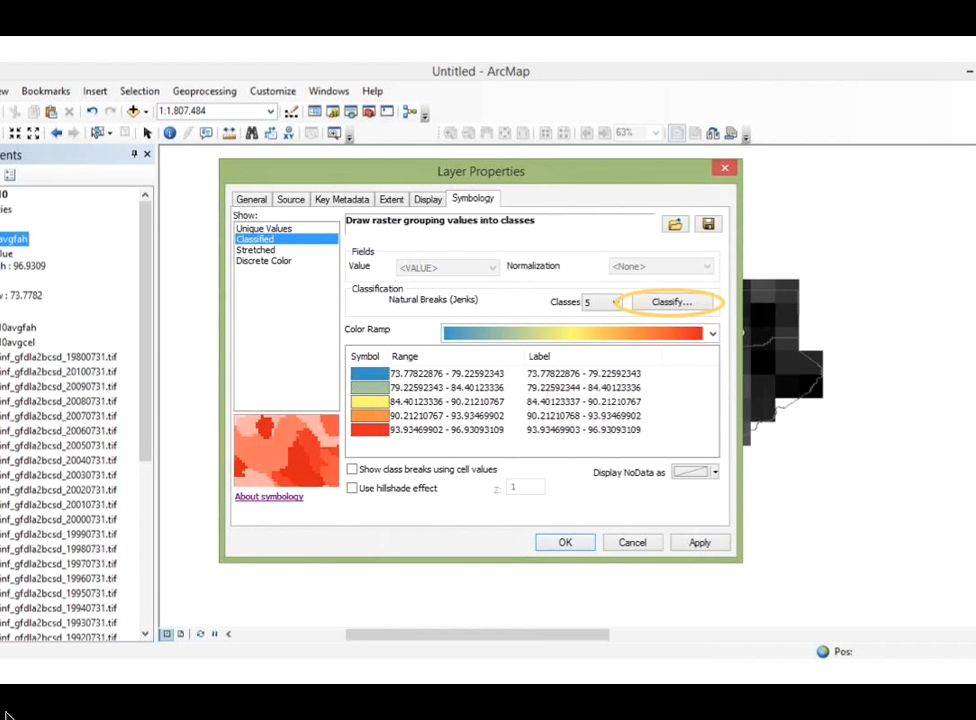 Untitled - ArcMap
Bookmarks Insert Selection Geoprocessing Customize Windows Help
1:1,807,484
63%
ents
Layer Properties
General Source Key Metadata Extent Display Symbology
Show:
Unique Values
Classified
Stretched
Discrete Color
About symbology
Draw raster grouping values into classes
Fields
Value <VALUE> Normalization <None>
Classification
Natural Breaks (Jenks) Classes 5 Classify...
Color Ramp
Symbol Range Label
73.77822876 - 79.22592343 73.77822876 - 79.22592343
79.22592343 - 84.40123336 79.22592344 - 84.40123336
84.40123336 - 90.21210767 84.40123337 - 90.21210767
90.21210767 - 93.93469902 90.21210768 - 93.93469902
93.93469902 - 96.93093109 93.93469903 - 96.93093109
Show class breaks using cell values
Display NoData as
Use hillshade effect Z: 1
OK Cancel Apply
10
ies
avgfah
lue
h : 96.9309
w : 73.7782
0avgfah
0avgcel
inf_gfdla2bcsd_19800731.tif
inf_gfdla2bcsd_20100731.tif
inf_gfdla2bcsd_20090731.tif
inf_gfdla2bcsd_20080731.tif
inf_gfdla2bcsd_20070731.tif
inf_gfdla2bcsd_20060731.tif
inf_gfdla2bcsd_20050731.tif
inf_gfdla2bcsd_20040731.tif
inf_gfdla2bcsd_20030731.tif
inf_gfdla2bcsd_20020731.tif
inf_gfdla2bcsd_20010731.tif
inf_gfdla2bcsd_20000731.tif
inf_gfdla2bcsd_19990731.tif
inf_gfdla2bcsd_19980731.tif
inf_gfdla2bcsd_19970731.tif
inf_gfdla2bcsd_19960731.tif
inf_gfdla2bcsd_19950731.tif
inf_gfdla2bcsd_19940731.tif
inf_gfdla2bcsd_19930731.tif
inf_gfdla2bcsd_19920731.tif
Pos: